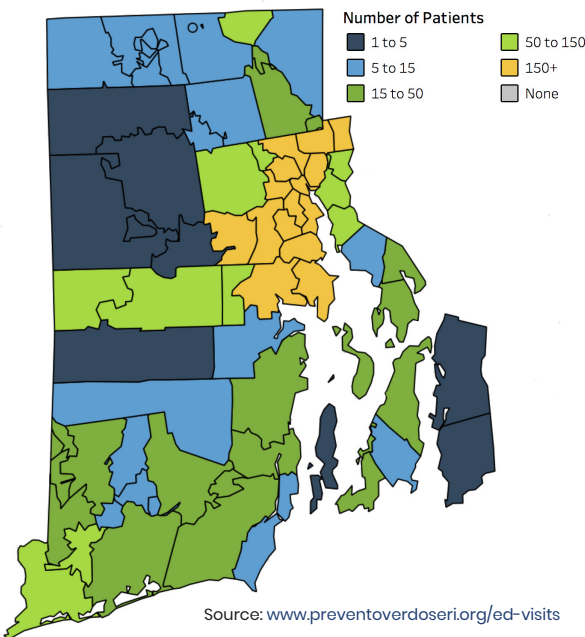 Number of Patients
1 to 5
5 to 15
15 to 50
50 to 150
150+
None
Source: www.preventoverdoseri.org/ed-visits